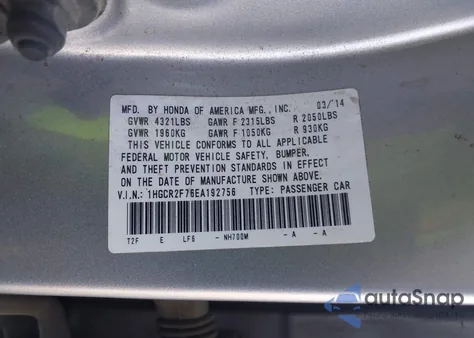 MFD. BY HONDA OF AMERICA MFG., INC. 03/14
GVWR 4321LBS GAWR F 2315LBS R 2050LBS
GVWR 1960KG GAWR F 1050KG R 930KG
THIS VEHICLE CONFORMS TO ALL APPLICABLE
FEDERAL MOTOR VEHICLE SAFETY, BUMPER,
AND THEFT PREVENTION STANDARDS IN EFFECT
ON THE DATE OF MANUFACTURE SHOWN ABOVE.
V.I.N.: 1HGCR2F76EA192756 TYPE: PASSENGER CAR
T2F E LF6 - NH700M - A - A
autoSnap